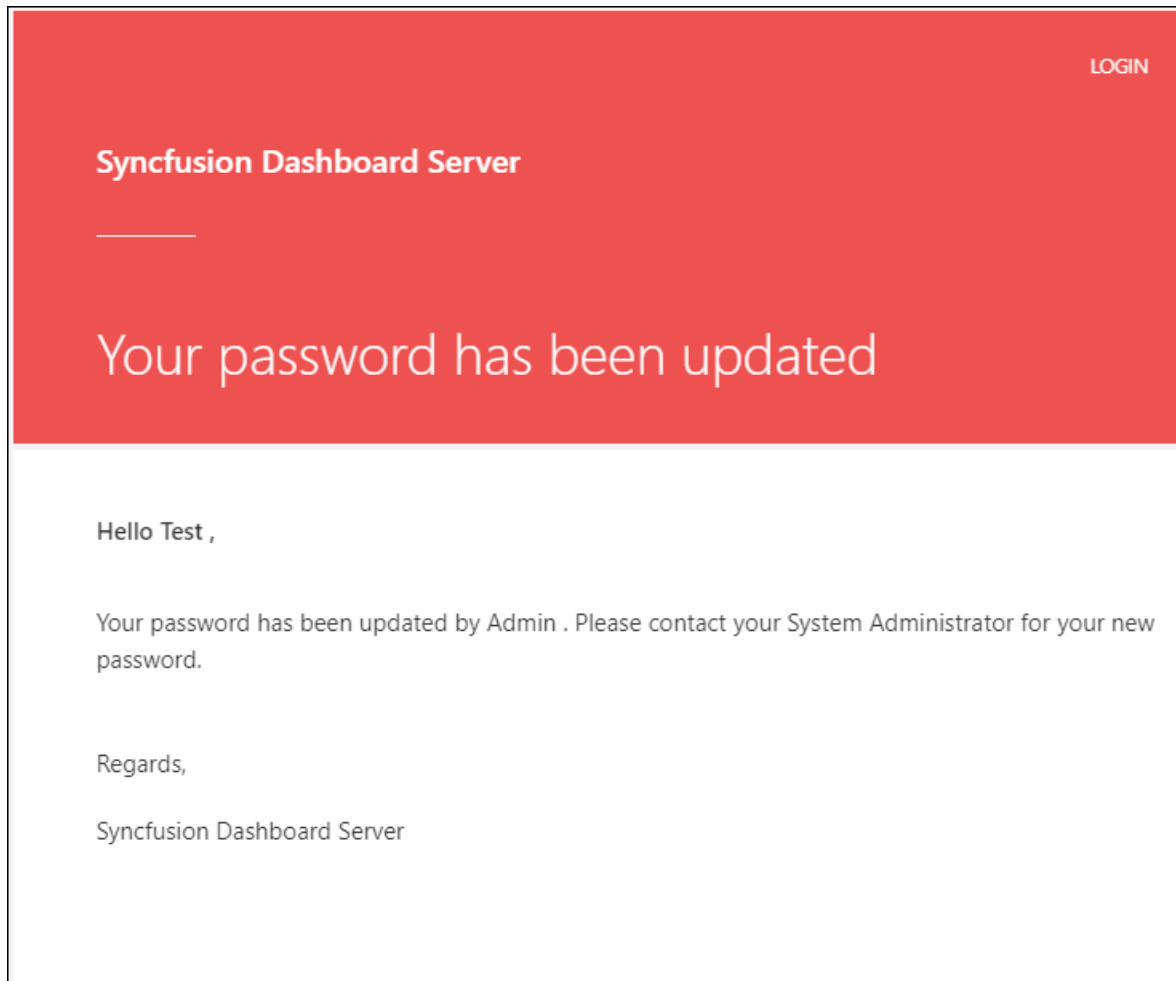 LOGIN
Syncfusion Dashboard Server
Your password has been updated
Hello Test ,
Your password has been updated by Admin . Please contact your System Administrator for your new
password.
Regards,
Syncfusion Dashboard Server